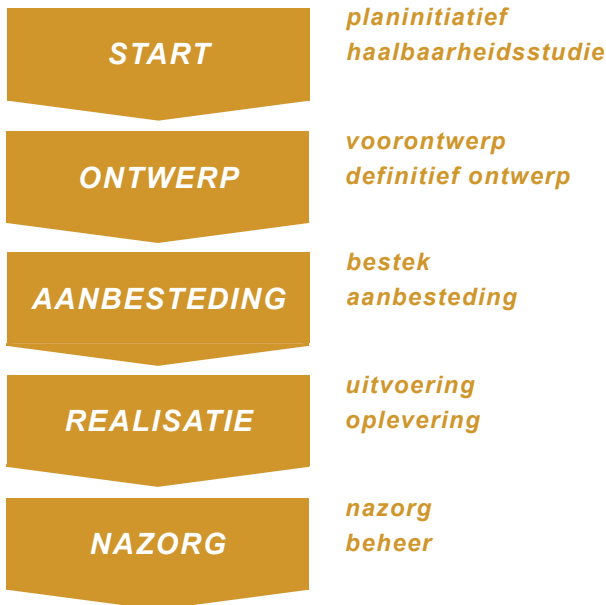 START
planinitiatief
haalbaarheidsstudie
ONTWERP
voorontwerp
definitief ontwerp
AANBESTEDING
bestek
aanbesteding
REALISATIE
uitvoering
oplevering
NAZORG
nazorg
beheer